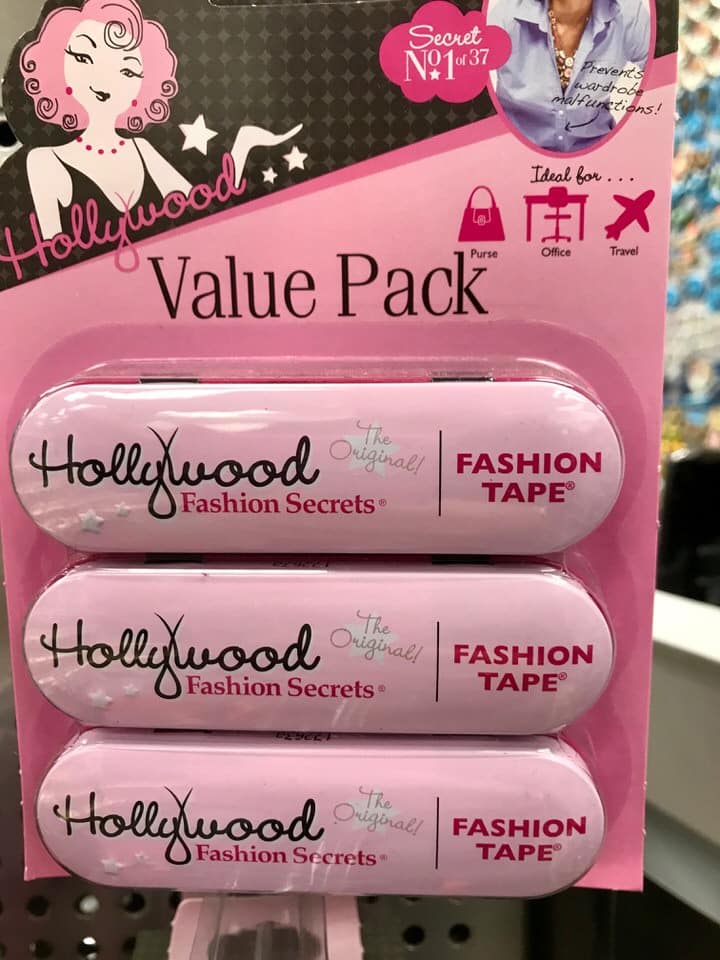 Secret
Nº1 of 37
Prevents
wardrobe
malfunctions!
Ideal for . . .
Purse Office Travel
Hollywood
Value Pack
Hollywood
Fashion Secrets®
The
Original!
FASHION
TAPE®
Hollywood
Fashion Secrets®
The
Original!
FASHION
TAPE®
Hollywood
Fashion Secrets®
The
Original!
FASHION
TAPE®